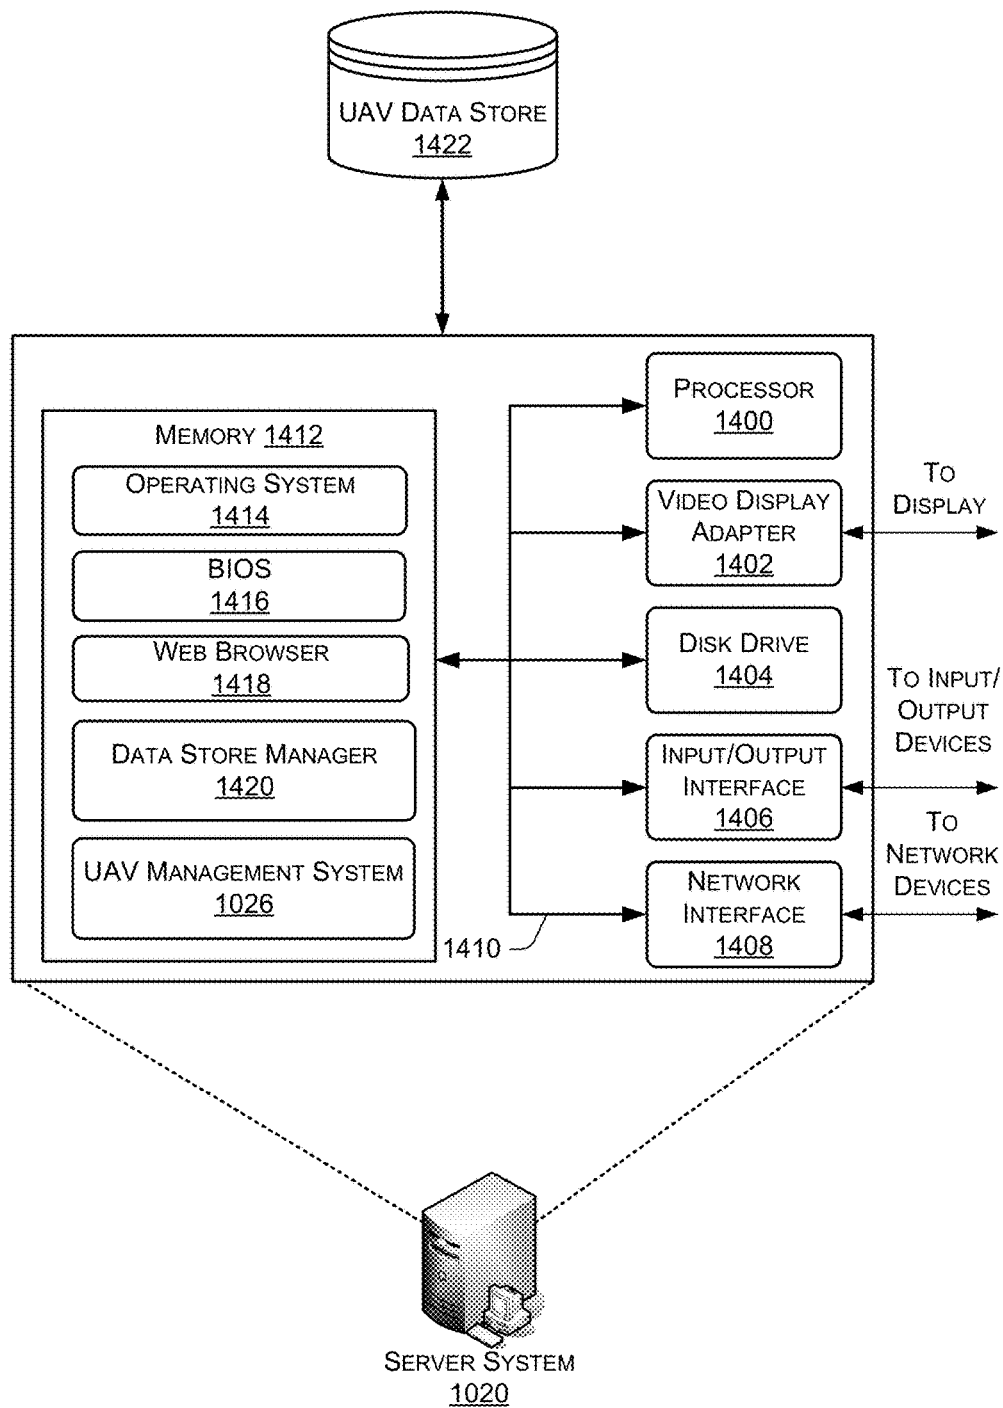 UAV DATA STORE
1422
MEMORY 1412
OPERATING SYSTEM
1414
BIOS
1416
WEB BROWSER
1418
DATA STORE MANAGER
1420
UAV MANAGEMENT SYSTEM
1026
PROCESSOR
1400
VIDEO DISPLAY
ADAPTER
1402
DISK DRIVE
1404
INPUT/OUTPUT
INTERFACE
1406
NETWORK
INTERFACE
1408
1410
TO
DISPLAY
TO INPUT/
OUTPUT
DEVICES
TO
NETWORK
DEVICES
SERVER SYSTEM
1020